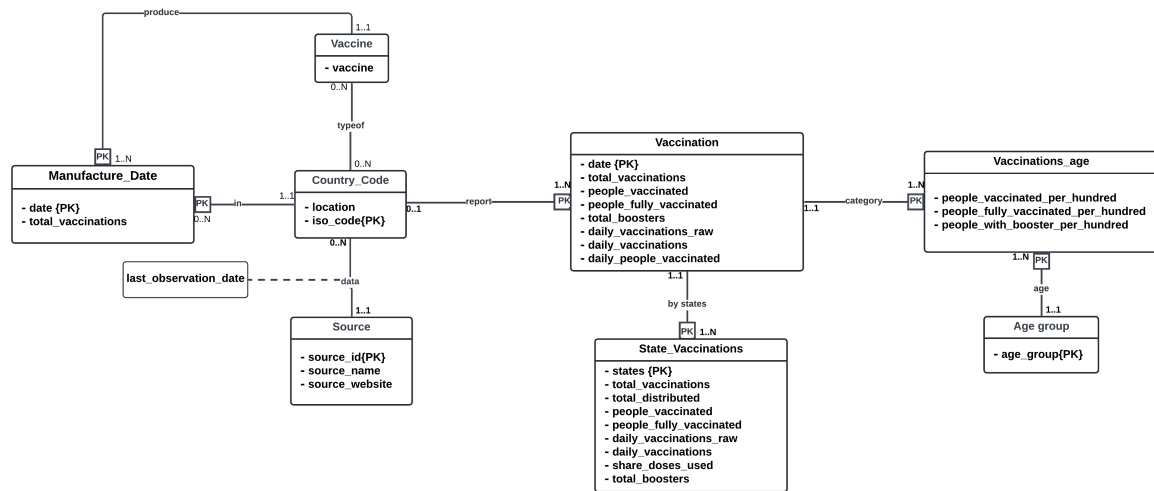 produce
1..1
Vaccine
- vaccine
0..N
typeof
PK
1..N
0..N
Manufacture_Date
- date {PK}
- total_vaccinations
PK
0..N
in
1..1
Country_Code
- location
- iso_code{PK}
0..1
report
1..N
PK
Vaccination
- date {PK}
- total_vaccinations
- people_vaccinated
- people_fully_vaccinated
- total_boosters
- daily_vaccinations_raw
- daily_vaccinations
- daily_people_vaccinated
1..1
category
1..N
PK
Vaccinations_age
- people_vaccinated_per_hundred
- people_fully_vaccinated_per_hundred
- people_with_booster_per_hundred
0..N
last_observation_date
data
1..1
Source
- source_id{PK}
- source_name
- source_website
1..1
by states
PK
1..N
State_Vaccinations
- states {PK}
- total_vaccinations
- total_distributed
- people_vaccinated
- people_fully_vaccinated
- daily_vaccinations_raw
- daily_vaccinations
- share_doses_used
- total_boosters
1..N
PK
age
1..1
Age group
- age_group{PK}